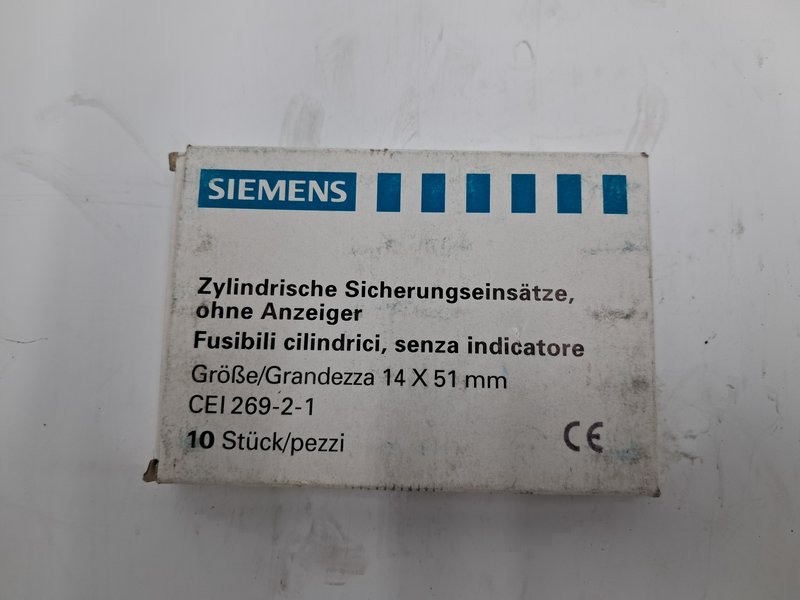 SIEMENS
Zylindrische Sicherungseinsätze,
ohne Anzeiger
Fusibili cilindrici, senza indicatore
Größe/Grandezza 14 X 51 mm
CEI 269-2-1
10 Stück/pezzi
CE